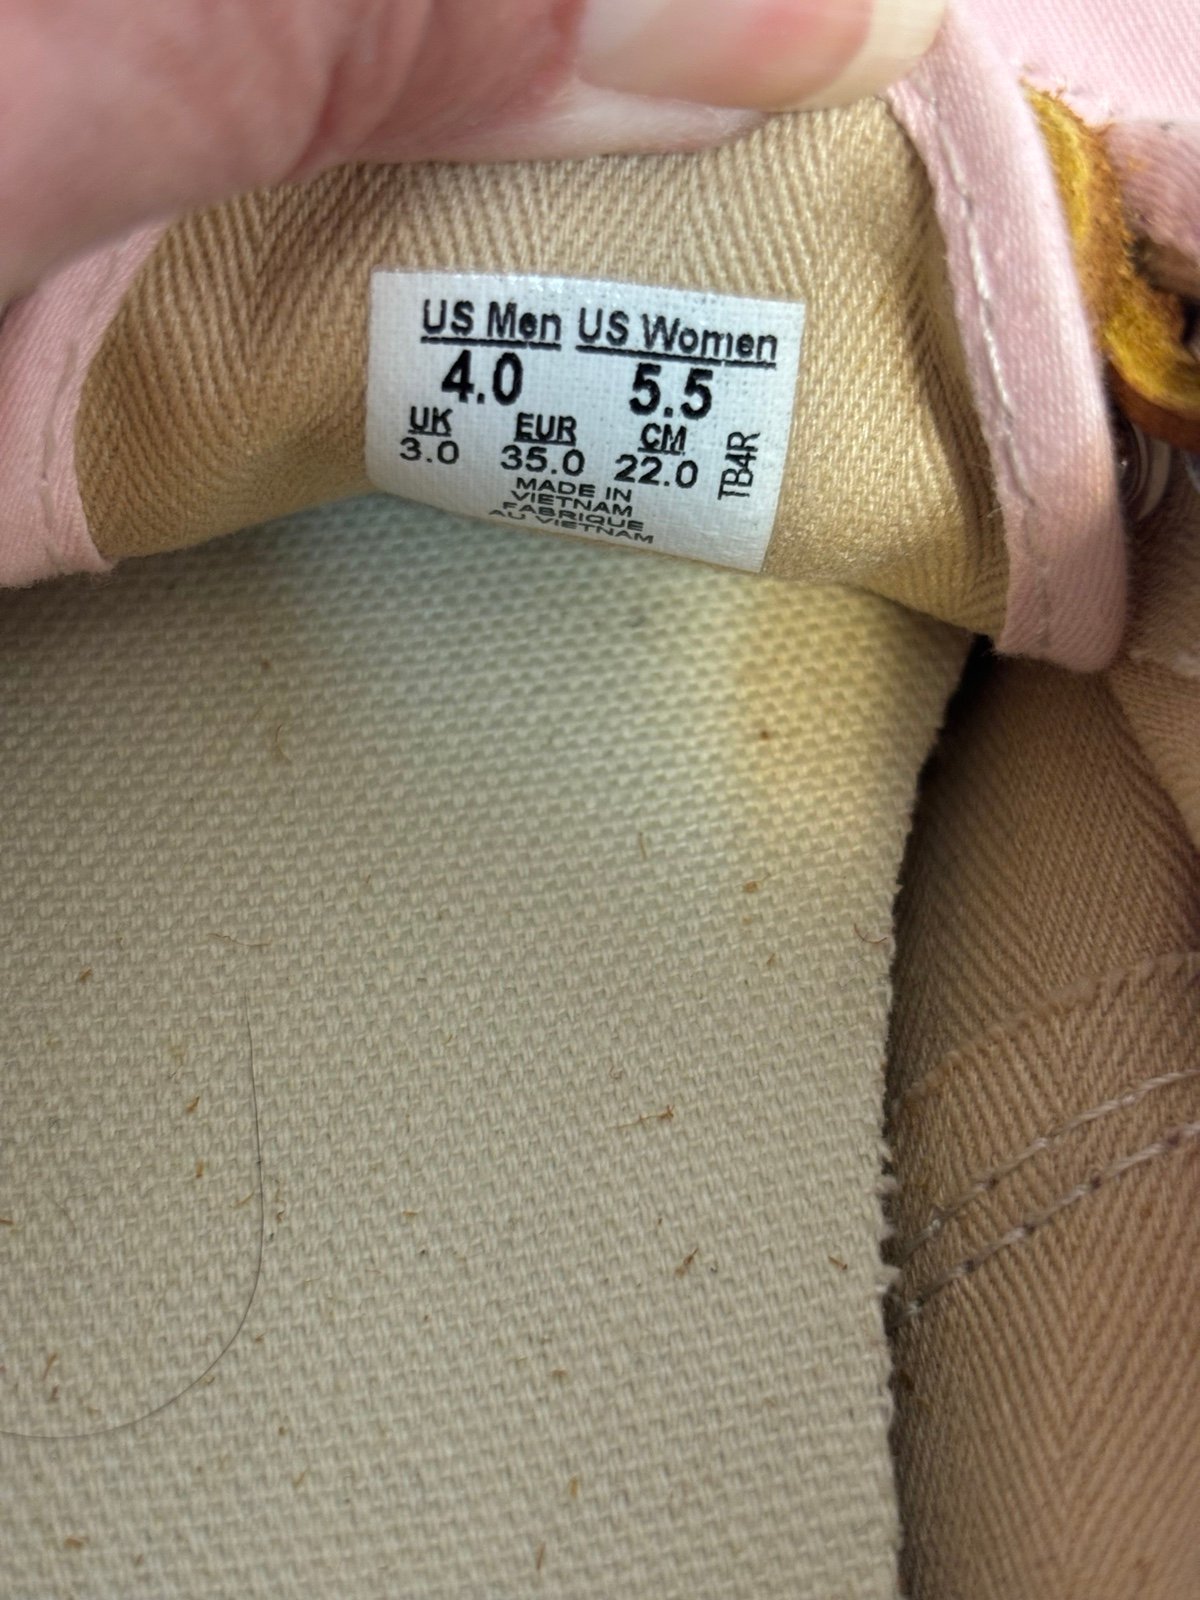 US Men US Women
4.0 5.5
UK EUR CM
3.0 35.0 22.0
TB4R
MADE IN
VIETNAM
FABRIQUE
AU VIETNAM